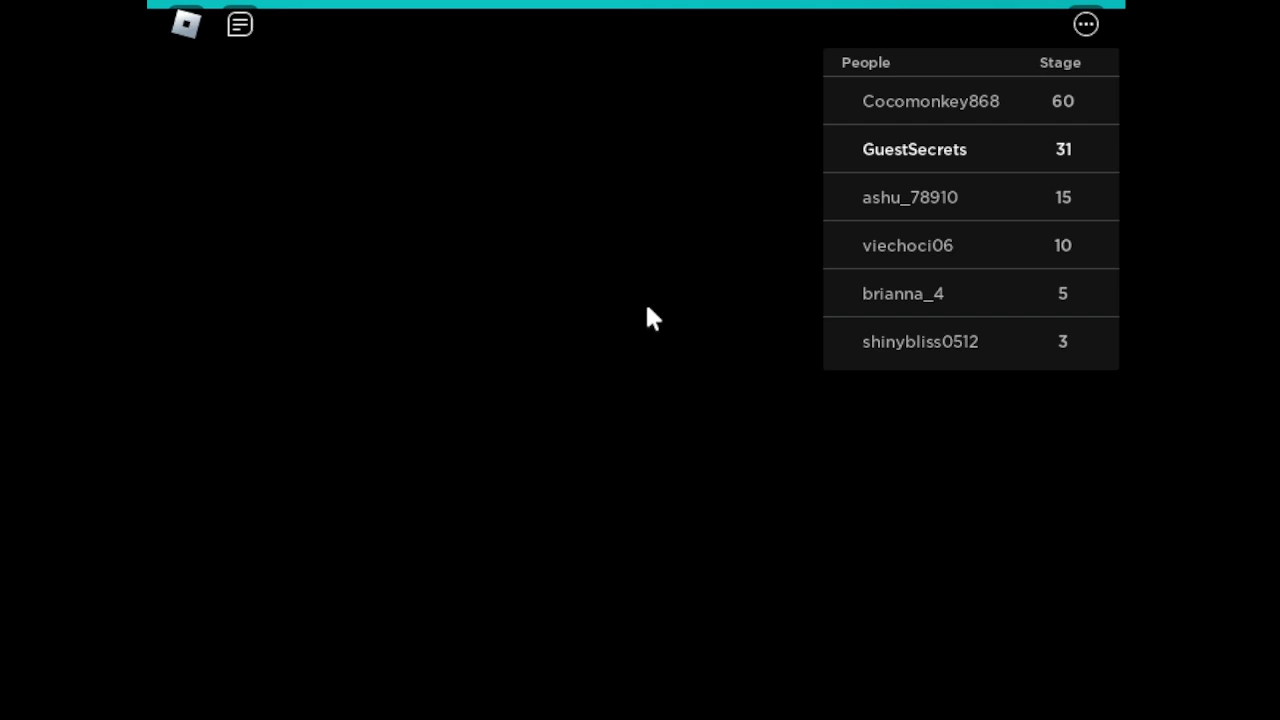 People Stage
Cocomonkey868 60
GuestSecrets 31
ashu_78910 15
viechoci06 10
brianna_4 5
shinybliss0512 3